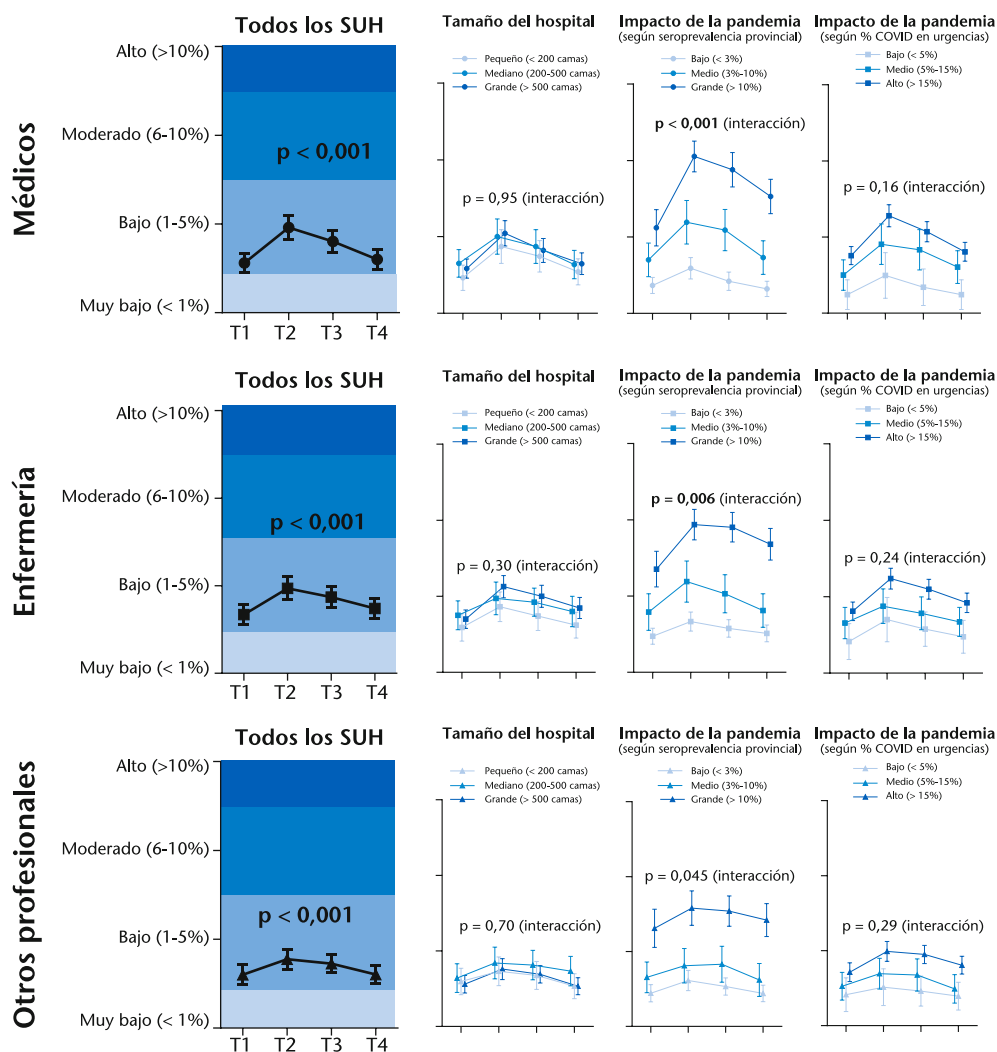 Médicos
Todos los SUH
Alto (>10%)
Moderado (6-10%)
Bajo (1-5%)
Muy bajo (< 1%)
p < 0,001
T1 T2 T3 T4
Tamaño del hospital
Pequeño (< 200 camas)
Mediano (200-500 camas)
Grande (> 500 camas)
p = 0,95 (interacción)
Impacto de la pandemia
(según seroprevalencia provincial)
Bajo (< 3%)
Medio (3%-10%)
Grande (> 10%)
p < 0,001 (interacción)
Impacto de la pandemia
(según % COVID en urgencias)
Bajo (< 5%)
Medio (5%-15%)
Alto (> 15%)
p = 0,16 (interacción)
Enfermería
Todos los SUH
Alto (>10%)
Moderado (6-10%)
Bajo (1-5%)
Muy bajo (< 1%)
p < 0,001
T1 T2 T3 T4
Tamaño del hospital
Pequeño (< 200 camas)
Mediano (200-500 camas)
Grande (> 500 camas)
p = 0,30 (interacción)
Impacto de la pandemia
(según seroprevalencia provincial)
Bajo (< 3%)
Medio (3%-10%)
Grande (> 10%)
p = 0,006 (interacción)
Impacto de la pandemia
(según % COVID en urgencias)
Bajo (< 5%)
Medio (5%-15%)
Alto (> 15%)
p = 0,24 (interacción)
Otros profesionales
Todos los SUH
Alto (>10%)
Moderado (6-10%)
Bajo (1-5%)
Muy bajo (< 1%)
p < 0,001
T1 T2 T3 T4
Tamaño del hospital
Pequeño (< 200 camas)
Mediano (200-500 camas)
Grande (> 500 camas)
p = 0,70 (interacción)
Impacto de la pandemia
(según seroprevalencia provincial)
Bajo (< 3%)
Medio (3%-10%)
Grande (> 10%)
p = 0,045 (interacción)
Impacto de la pandemia
(según % COVID en urgencias)
Bajo (< 5%)
Medio (5%-15%)
Alto (> 15%)
p = 0,29 (interacción)